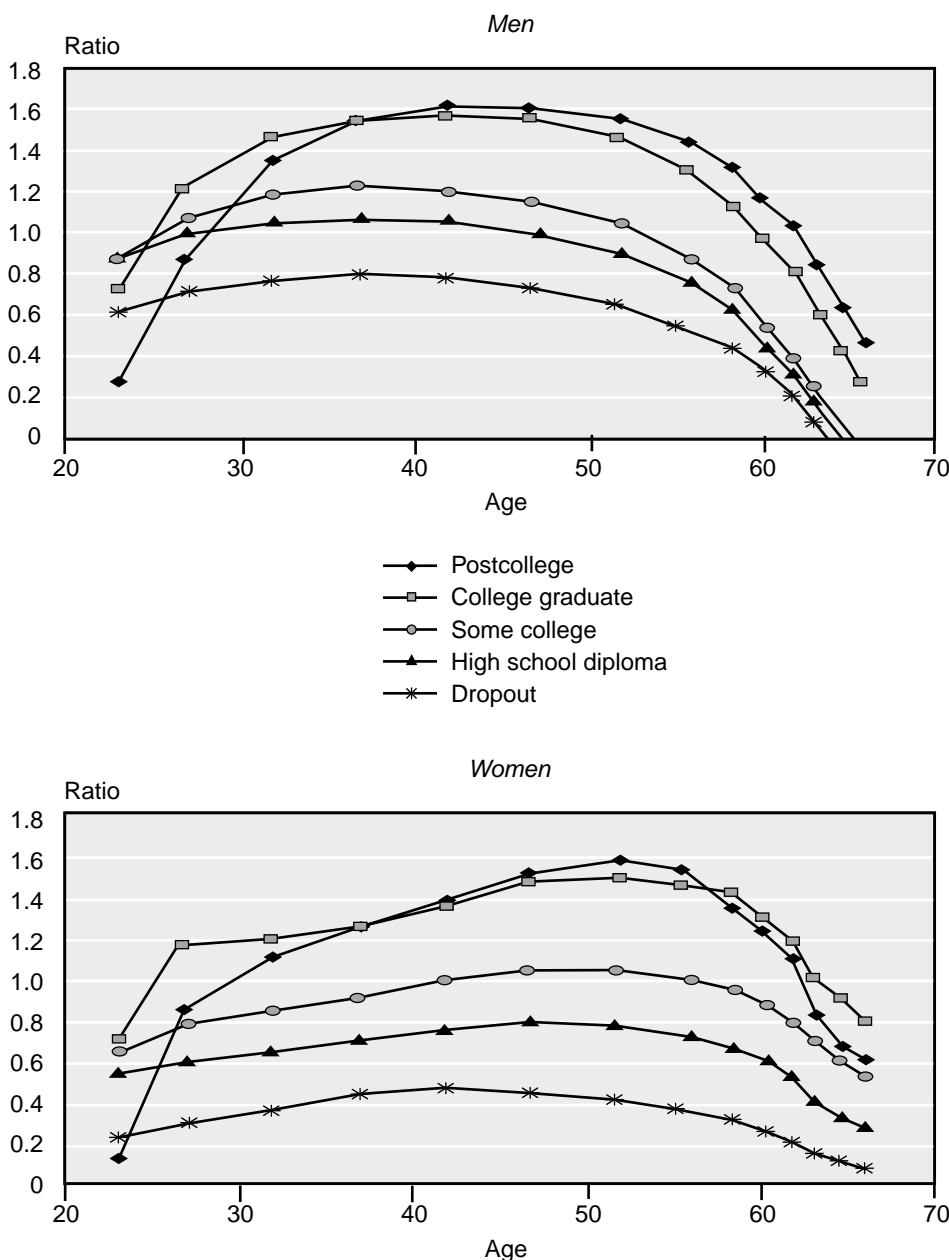 Men
Ratio
1.8
1.6
1.4
1.2
1.0
0.8
0.6
0.4
0.2
0
20 30 40 50 60 70
Age
Postcollege
College graduate
Some college
High school diploma
Dropout
Women
Ratio
1.8
1.6
1.4
1.2
1.0
0.8
0.6
0.4
0.2
0
20 30 40 50 60 70
Age